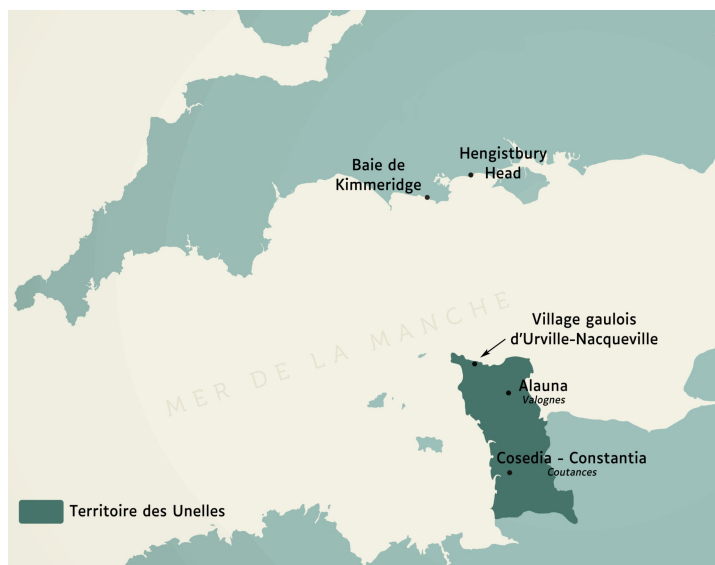 Hengistbury
Head
Baie de
Kimmeridge
MER DE LA MANCHE
Village gaulois
d'Urville-Nacqueville
Alauna
Valognes
Cosedia - Constantia
Coutances
Territoire des Unelles